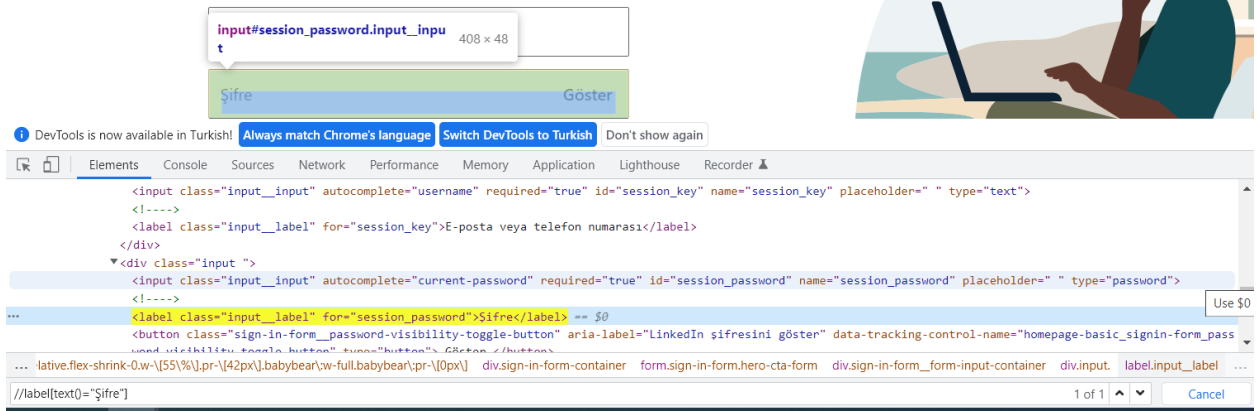 input#session_password.input__inpu
t
408 × 48
Şifre Göster
DevTools is now available in Turkish! Always match Chrome's language Switch DevTools to Turkish Don't show again
Elements Console Sources Network Performance Memory Application Lighthouse Recorder
<input class="input__input" autocomplete="username" required="true" id="session_key" name="session_key" placeholder=" " type="text">
<!---->
<label class="input__label" for="session_key">E-posta veya telefon numarası</label>
</div>
▼<div class="input ">
<input class="input__input" autocomplete="current-password" required="true" id="session_password" name="session_password" placeholder=" " type="password">
<!---->
Use $0
... <label class="input__label" for="session_password">Şifre</label> == $0
<button class="sign-in-form__password-visibility-toggle-button" aria-label="LinkedIn şifresini göster" data-tracking-control-name="homepage-basic_signin-form_pass
word-visibility-toggle-button" type="button"> Göster </button>
... ‹lative.flex-shrink-0.w-\[55\%\].pr-\[42px\].babybear\:w-full.babybear\:pr-\[0px\] div.sign-in-form-container form.sign-in-form.hero-cta-form div.sign-in-form__form-input-container div.input. label.input__label ...
//label[text()="Şifre"] 1 of 1 Cancel